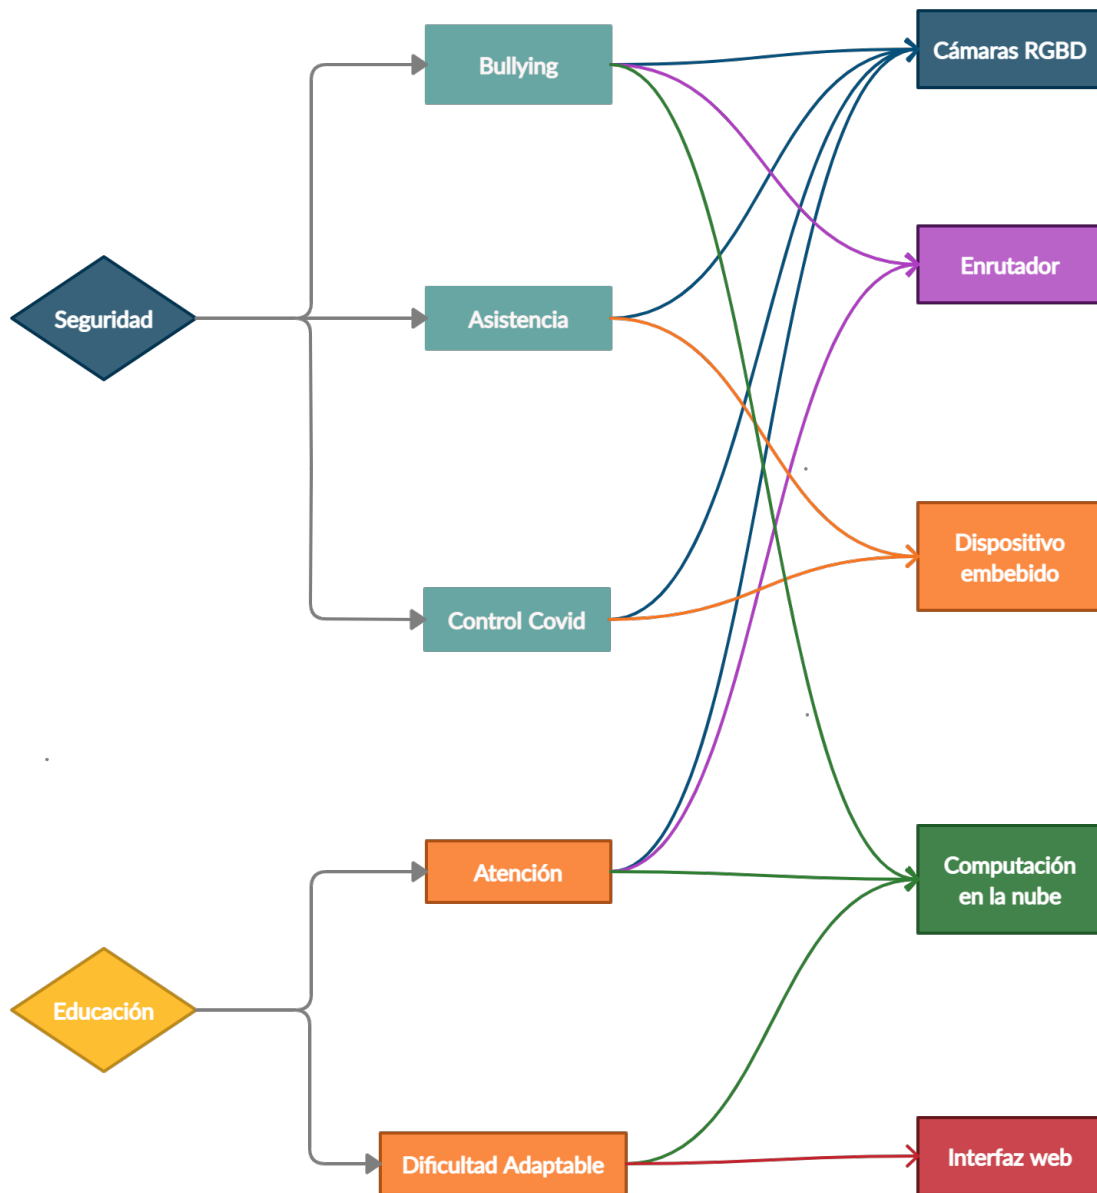 Bullying
Cámaras RGBD
Enrutador
Seguridad
Asistencia
Dispositivo
embebido
Control Covid
Atención
Computación
en la nube
Educación
Dificultad Adaptable
Interfaz web